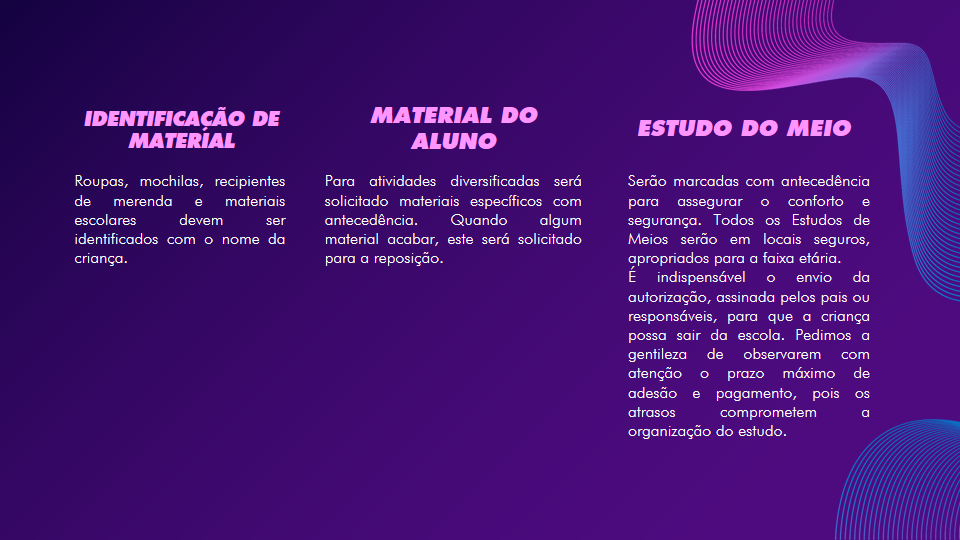 IDENTIFICAÇÃO DE
MATERIAL
Roupas, mochilas, recipientes
de merenda e materiais
escolares devem ser
identificados com o nome da
criança.
MATERIAL DO
ALUNO
Para atividades diversificadas será
solicitado materiais específicos com
antecedência. Quando algum
material acabar, este será solicitado
para a reposição.
ESTUDO DO MEIO
Serão marcadas com antecedência
para assegurar o conforto e
segurança. Todos os Estudos de
Meios serão em locais seguros,
apropriados para a faixa etária.
É indispensável o envio da
autorização, assinada pelos pais ou
responsáveis, para que a criança
possa sair da escola. Pedimos a
gentileza de observarem com
atenção o prazo máximo de
adesão e pagamento, pois os
atrasos comprometem a
organização do estudo.